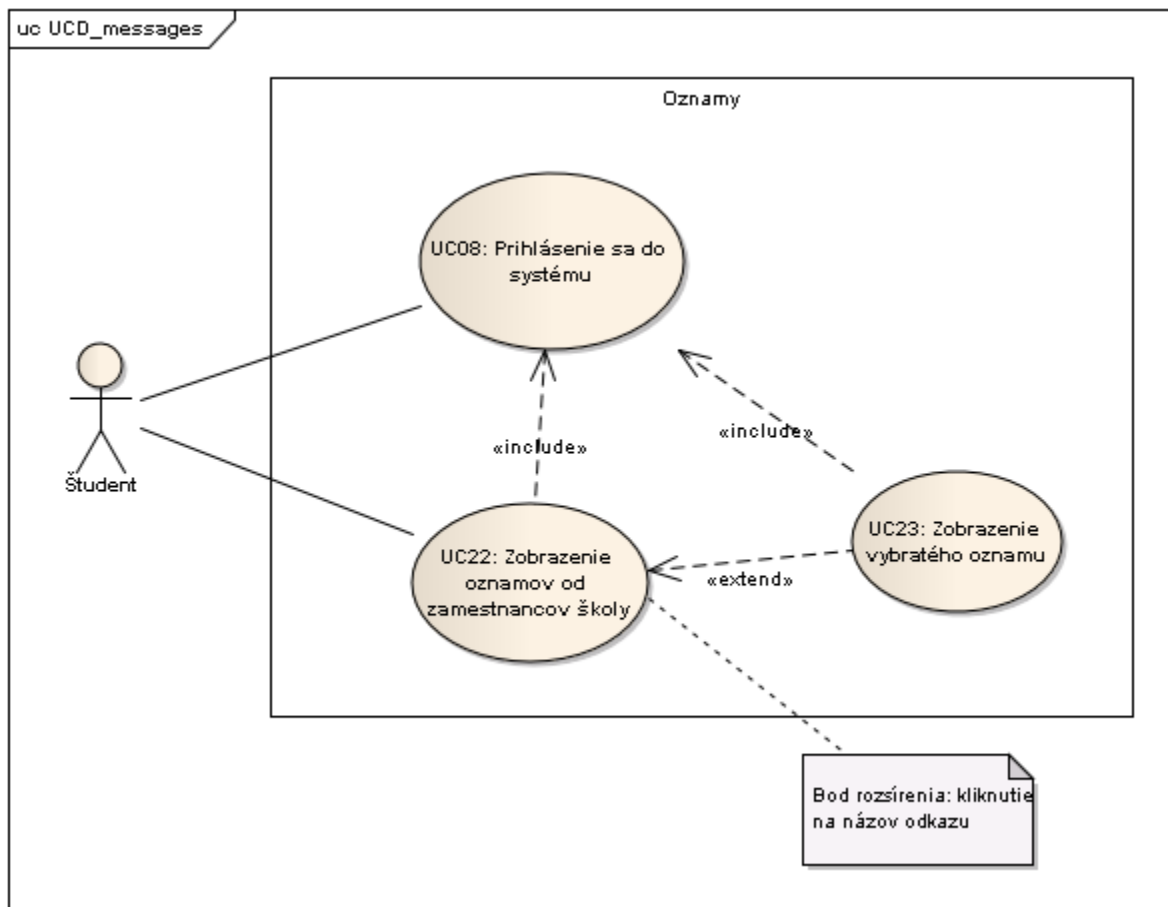 uc UCD_messages
Oznamy
UC08: Prihlásenie sa do
systému
«include»
«include»
Študent
UC22: Zobrazenie
oznamov od
zamestnancov školy
UC23: Zobrazenie
vybratého oznamu
«extend»
Bod rozsírenia: kliknutie
na názov odkazu